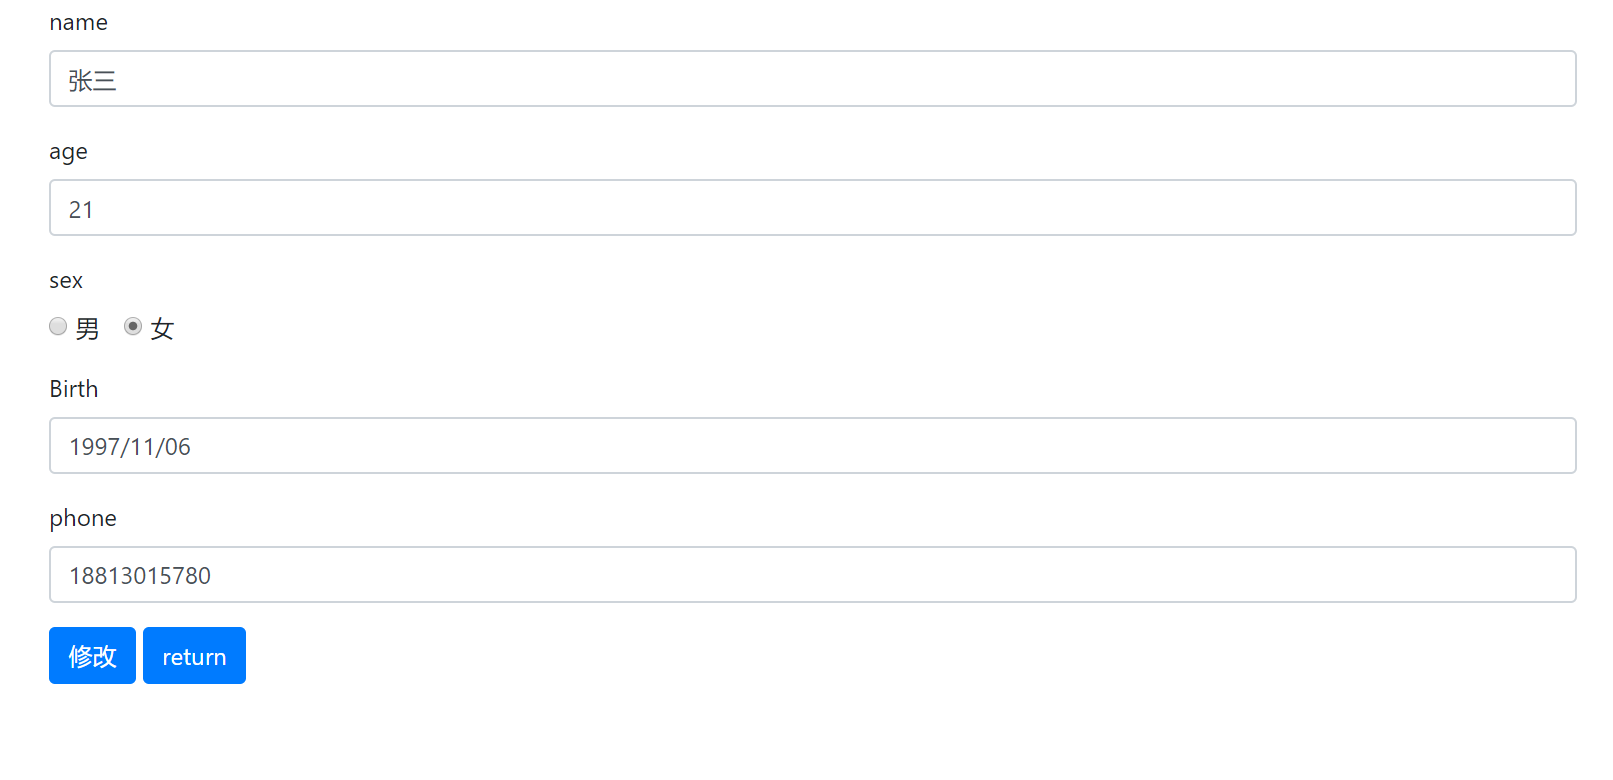 name
张三
age
21
sex
男 女
Birth
1997/11/06
phone
18813015780
修改 return